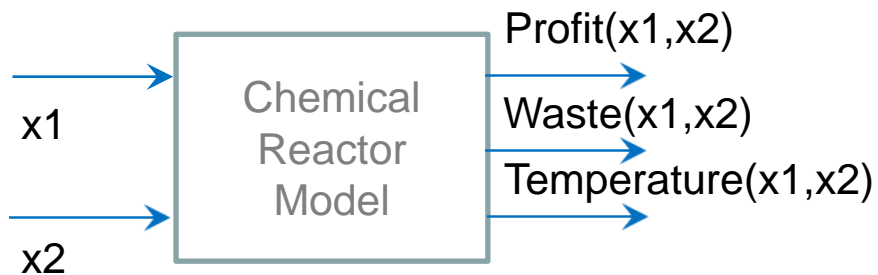 Profit(x1,x2)
x1
Chemical
Reactor
Model
Waste(x1,x2)
Temperature(x1,x2)
x2